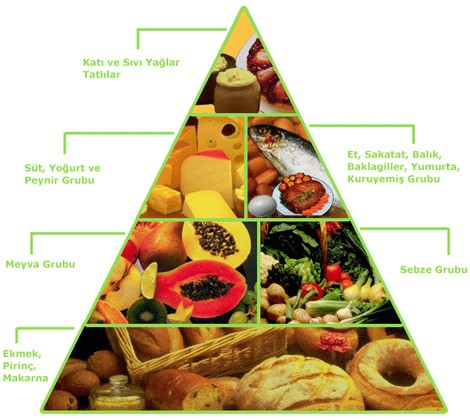 Katı ve Sıvı Yağlar
Tatlılar
Süt, Yoğurt ve
Peynir Grubu
Et, Sakatat, Balık,
Baklagiller, Yumurta,
Kuruyemiş Grubu
Meyva Grubu
Sebze Grubu
Ekmek,
Pirinç,
Makarna